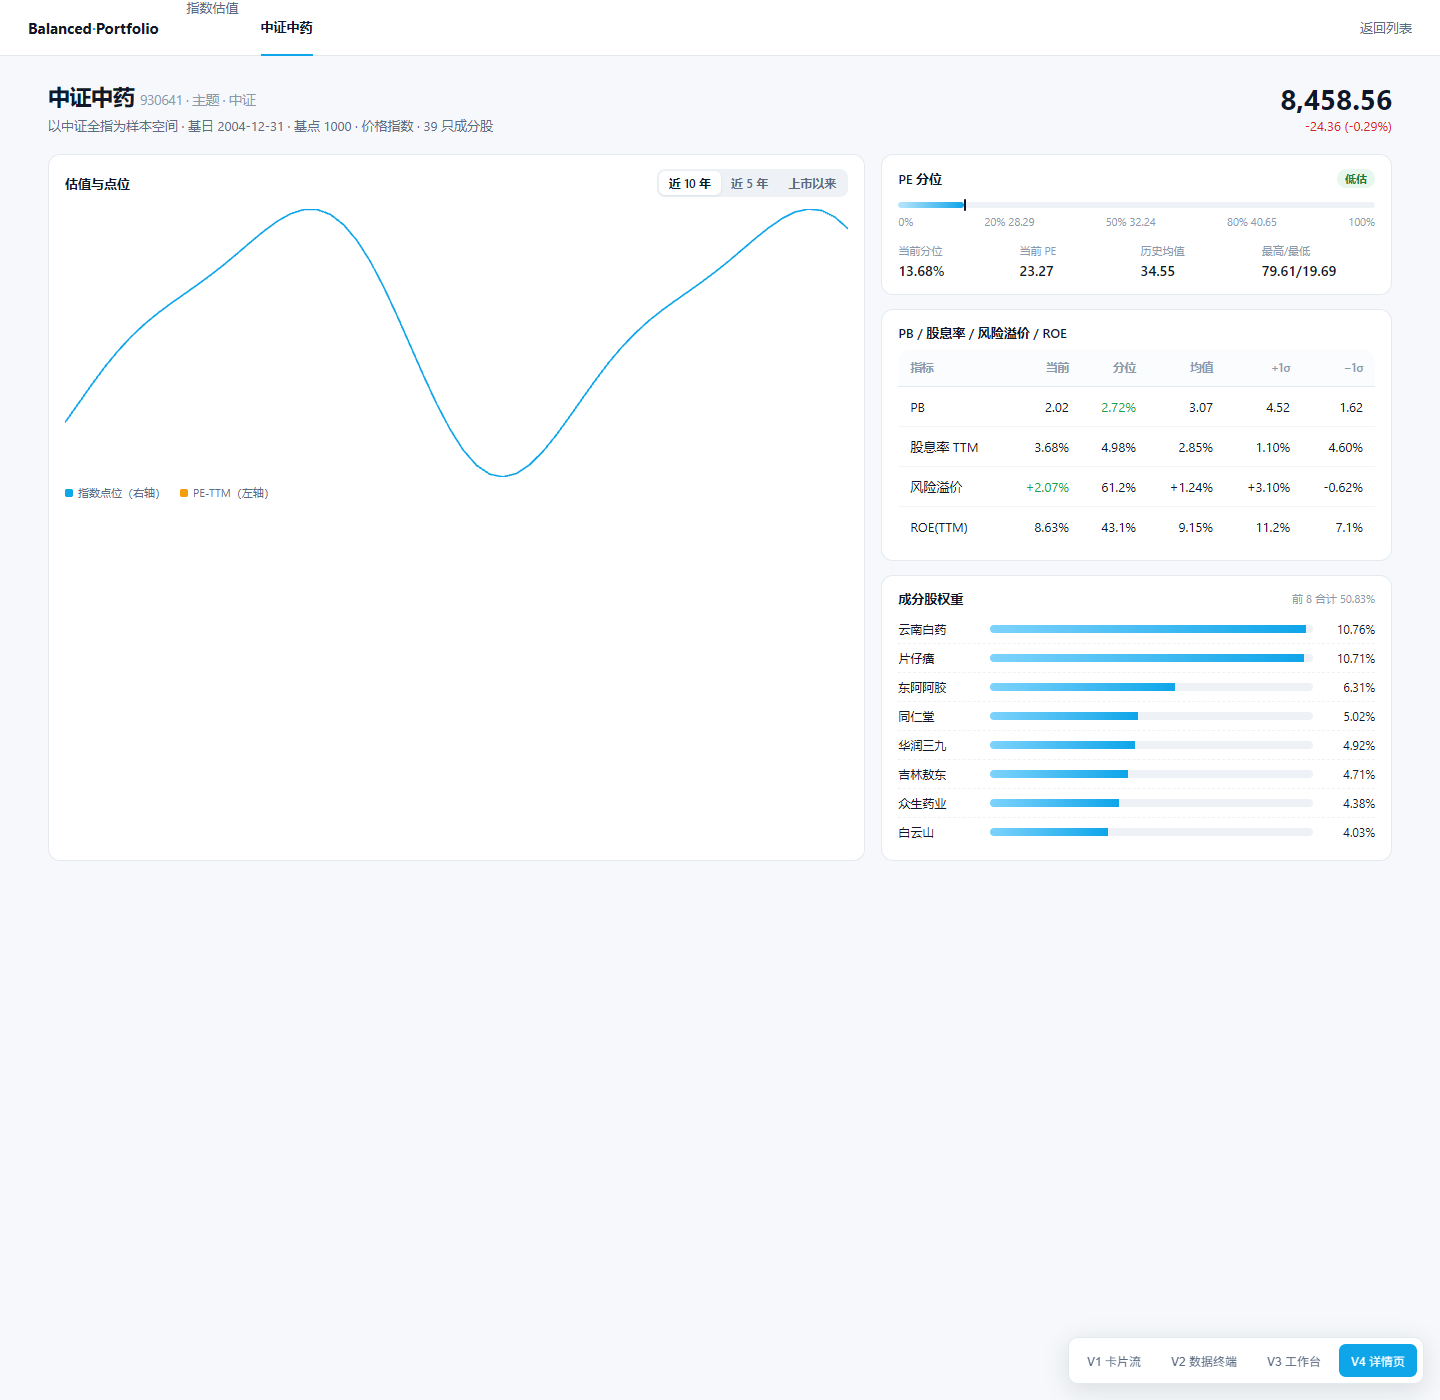 Balanced·Portfolio 指数估值 中证中药 返回列表
中证中药 930641 · 主题 · 中证
以中证全指为样本空间 · 基日 2004-12-31 · 基点 1000 · 价格指数 · 39 只成分股
8,458.56
-24.36 (-0.29%)
估值与点位 近 10 年 近 5 年 上市以来
指数点位（右轴） PE-TTM（左轴）
PE 分位 低估
0% 20% 28.29 50% 32.24 80% 40.65 100%
当前分位 当前 PE 历史均值 最高/最低
13.68% 23.27 34.55 79.61/19.69
PB / 股息率 / 风险溢价 / ROE
指标 当前 分位 均值 +1σ −1σ
PB 2.02 2.72% 3.07 4.52 1.62
股息率 TTM 3.68% 4.98% 2.85% 1.10% 4.60%
风险溢价 +2.07% 61.2% +1.24% +3.10% -0.62%
ROE(TTM) 8.63% 43.1% 9.15% 11.2% 7.1%
成分股权重 前 8 合计 50.83%
云南白药 10.76%
片仔癀 10.71%
东阿阿胶 6.31%
同仁堂 5.02%
华润三九 4.92%
吉林敖东 4.71%
众生药业 4.38%
白云山 4.03%
V1 卡片流 V2 数据终端 V3 工作台 V4 详情页